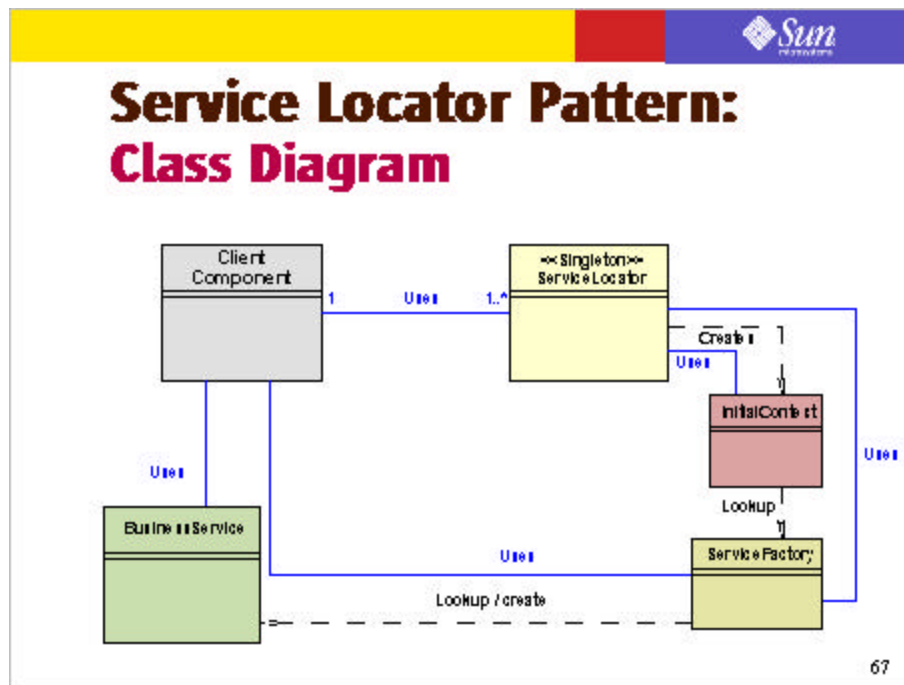 Sun
microsystems
Service Locator Pattern:
Class Diagram
Client
Component
<<Singleton>>
ServiceLocator
1
Uses
1..*
Creates
Uses
InitialContext
Uses
Uses
Lookup
BusinessService
ServiceFactory
Uses
Lookup / create
67